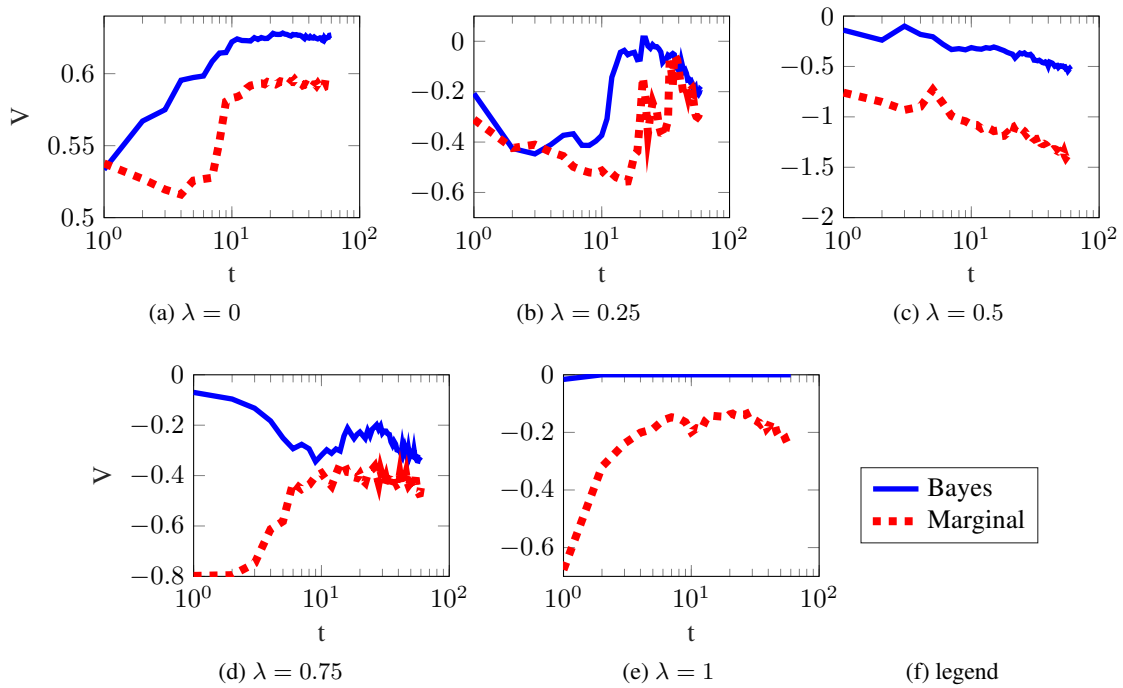 V
0.6
0.55
0.5
10^0
10^1
10^2
t
(a) λ = 0
0
−0.2
−0.4
−0.6
10^0
10^1
10^2
t
(b) λ = 0.25
0
−0.5
−1
−1.5
−2
10^0
10^1
10^2
t
(c) λ = 0.5
V
0
−0.2
−0.4
−0.6
−0.8
10^0
10^1
10^2
t
(d) λ = 0.75
0
−0.2
−0.4
−0.6
10^0
10^1
10^2
t
(e) λ = 1
Bayes
Marginal
(f) legend